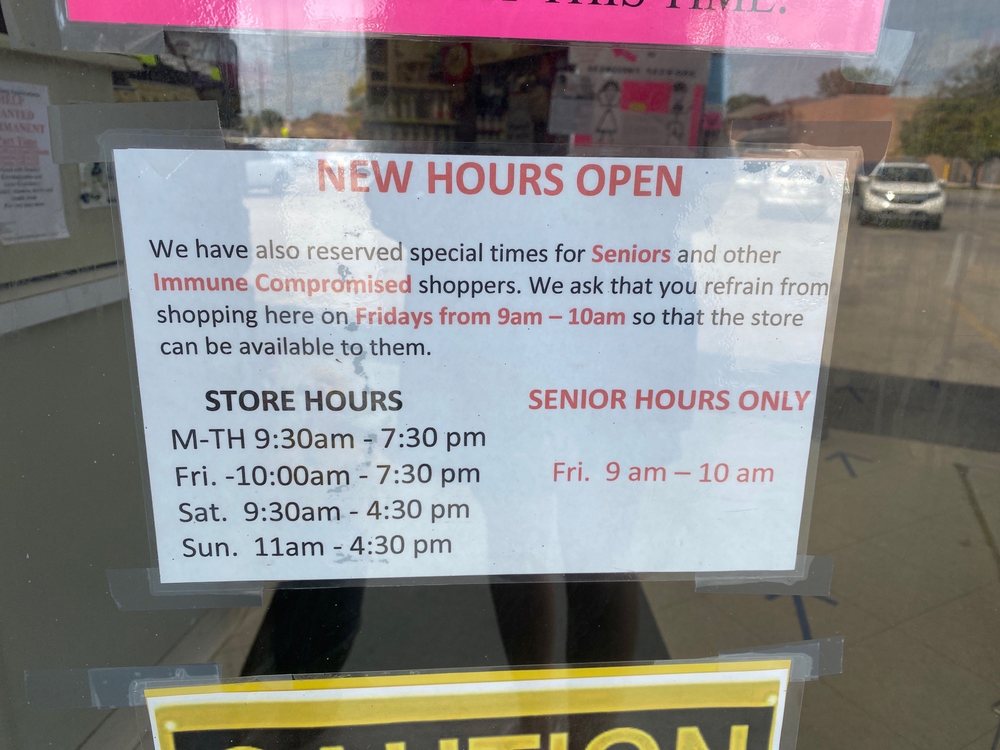 THIS TIME.
NEW HOURS OPEN
We have also reserved special times for Seniors and other
Immune Compromised shoppers. We ask that you refrain from
shopping here on Fridays from 9am – 10am so that the store
can be available to them.
STORE HOURS
SENIOR HOURS ONLY
M-TH 9:30am - 7:30 pm
Fri. -10:00am - 7:30 pm
Fri. 9 am – 10 am
Sat. 9:30am - 4:30 pm
Sun. 11am - 4:30 pm
CAUTION